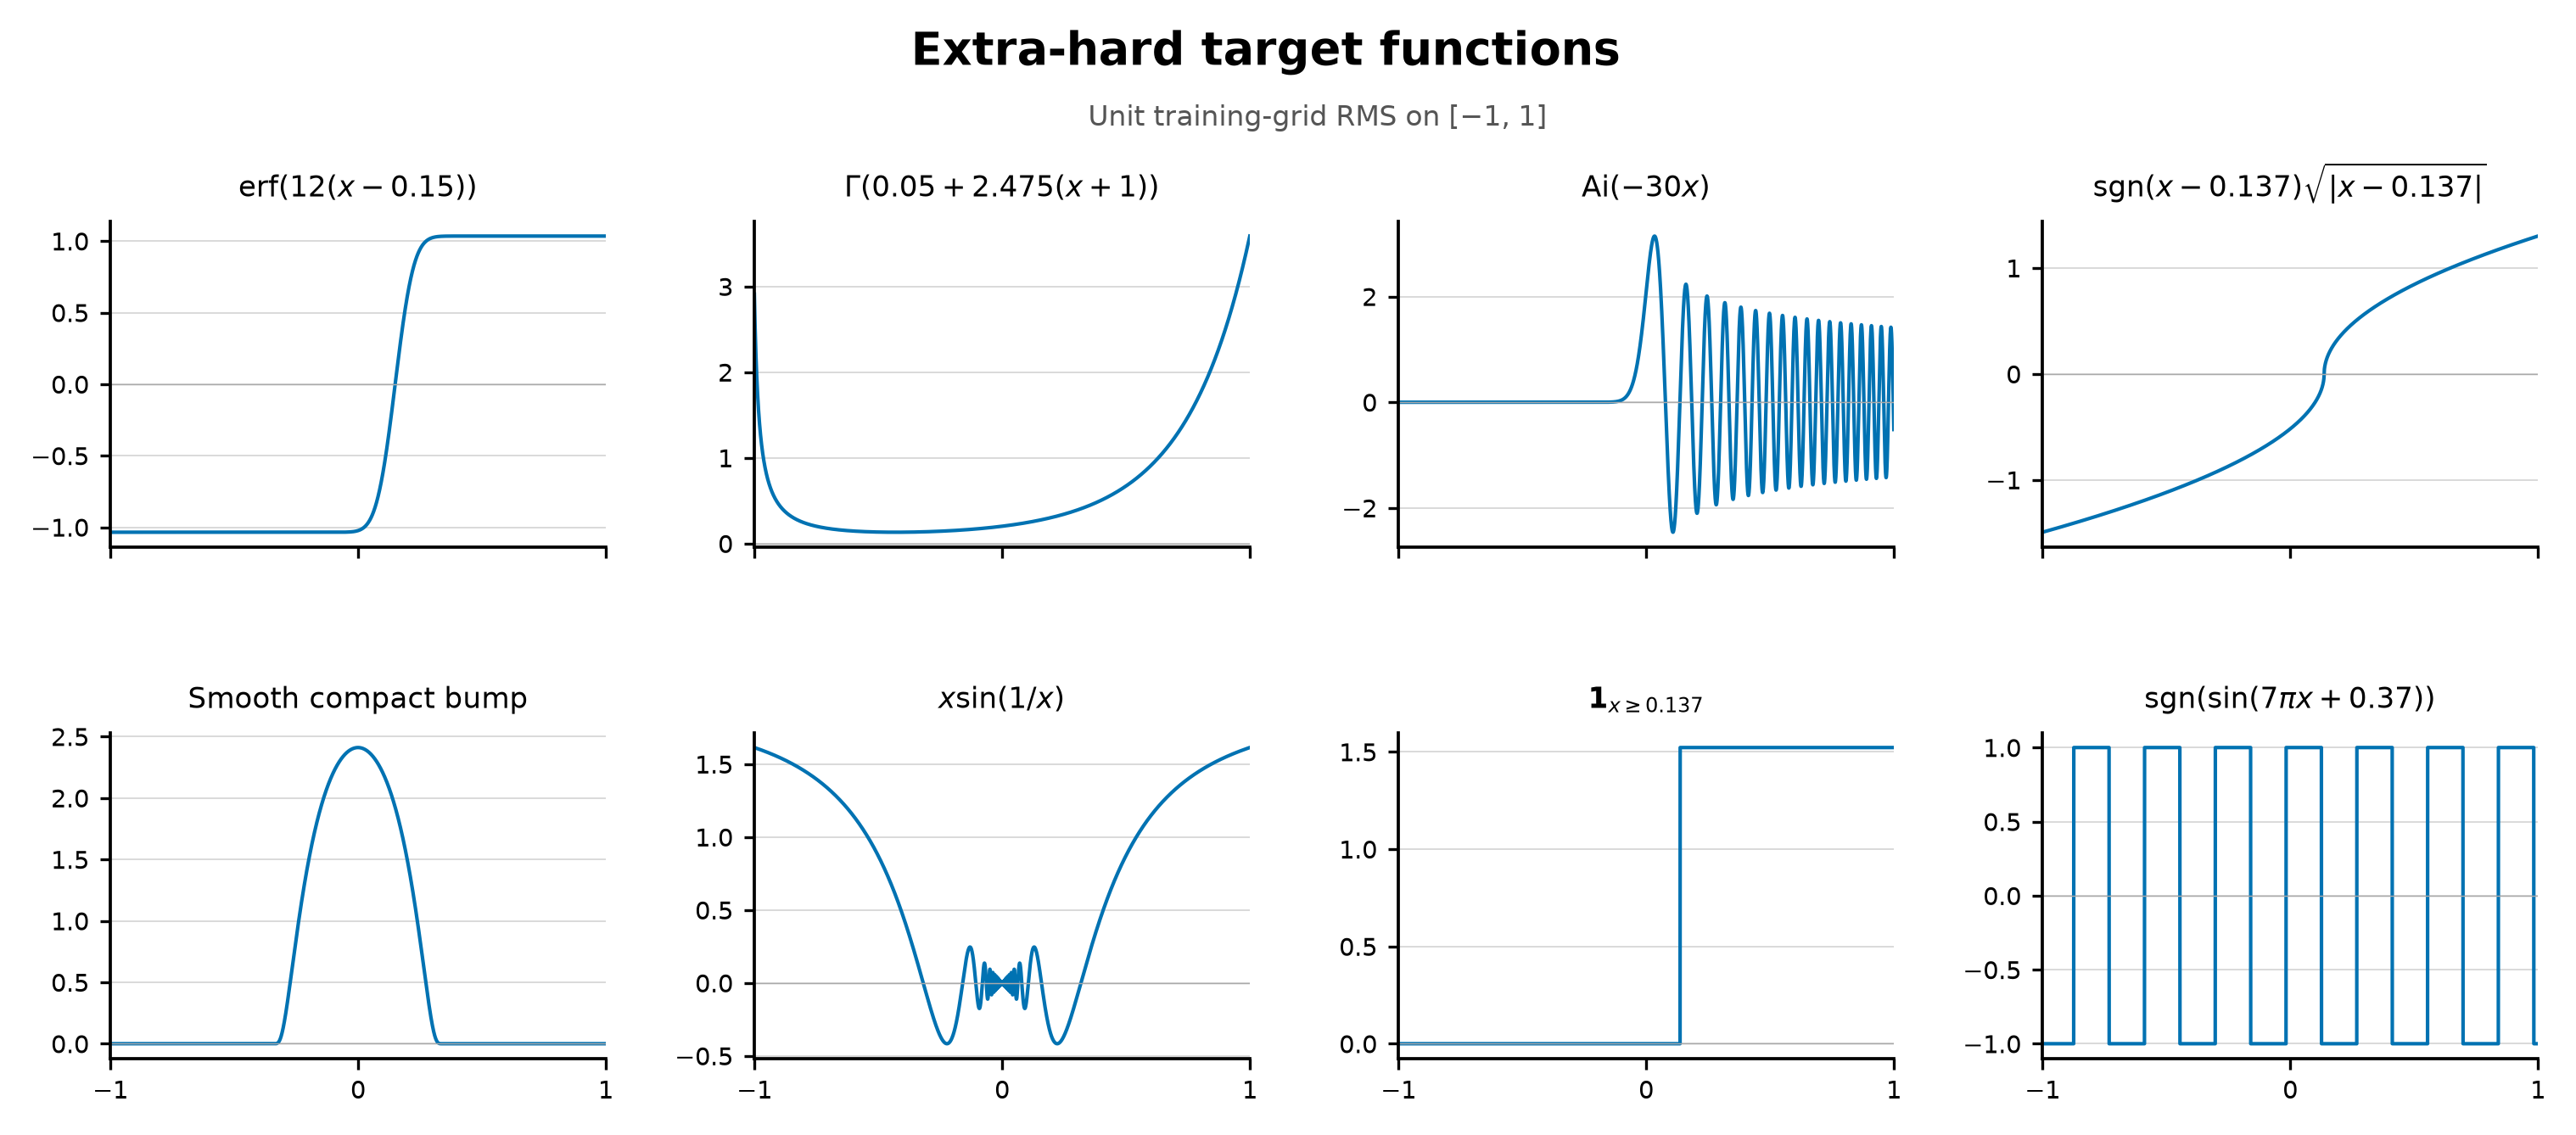 Extra-hard target functions
Unit training-grid RMS on [−1, 1]
erf(12(x − 0.15))
1.0
0.5
0.0
−0.5
−1.0
Γ(0.05 + 2.475(x + 1))
3
2
1
0
Ai(−30x)
2
0
−2
sgn(x − 0.137)√|x − 0.137|
1
0
−1
Smooth compact bump
2.5
2.0
1.5
1.0
0.5
0.0
−1 0 1
xsin(1/x)
1.5
1.0
0.5
0.0
−0.5
−1 0 1
1x ≥ 0.137
1.5
1.0
0.5
0.0
−1 0 1
sgn(sin(7πx + 0.37))
1.0
0.5
0.0
−0.5
−1.0
−1 0 1